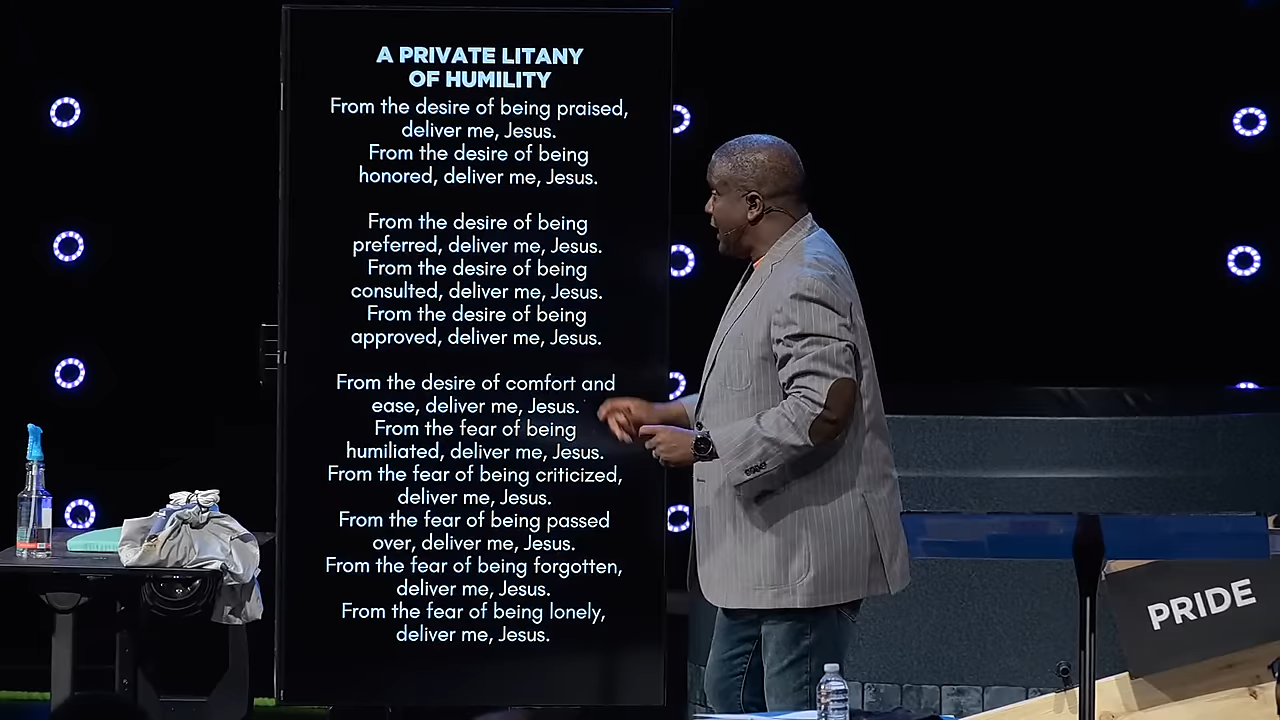 A PRIVATE LITANY
OF HUMILITY
From the desire of being praised,
deliver me, Jesus.
From the desire of being
honored, deliver me, Jesus.
From the desire of being
preferred, deliver me, Jesus.
From the desire of being
consulted, deliver me, Jesus.
From the desire of being
approved, deliver me, Jesus.
From the desire of comfort and
ease, deliver me, Jesus.
From the fear of being
humiliated, deliver me, Jesus.
From the fear of being criticized,
deliver me, Jesus.
From the fear of being passed
over, deliver me, Jesus.
From the fear of being forgotten,
deliver me, Jesus.
From the fear of being lonely,
deliver me, Jesus.
PRIDE